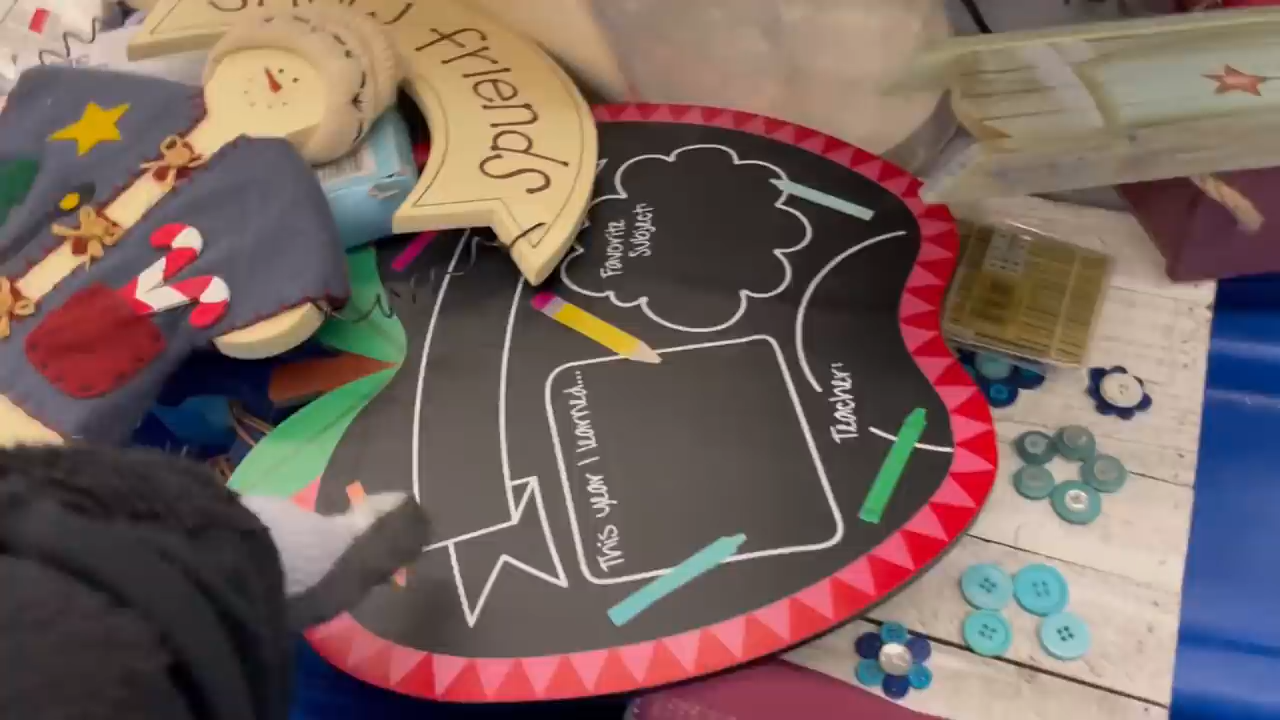 friends
Favorite
Subject:
Teacher:
This year I learned...